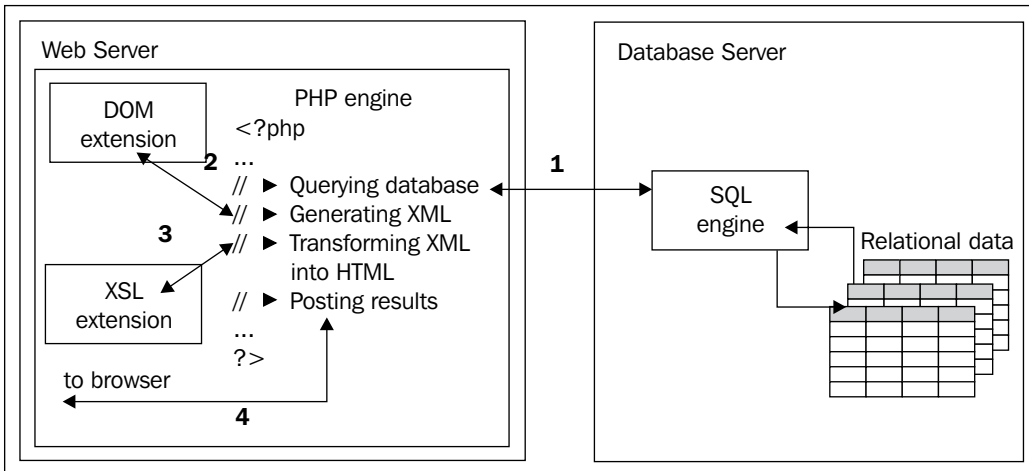 Web Server
DOM
extension
PHP engine
<?php
...
2
// ► Querying database
// ► Generating XML
3
// ► Transforming XML
into HTML
XSL
extension
// ► Posting results
...
?>
to browser
4
1
Database Server
SQL
engine
Relational data